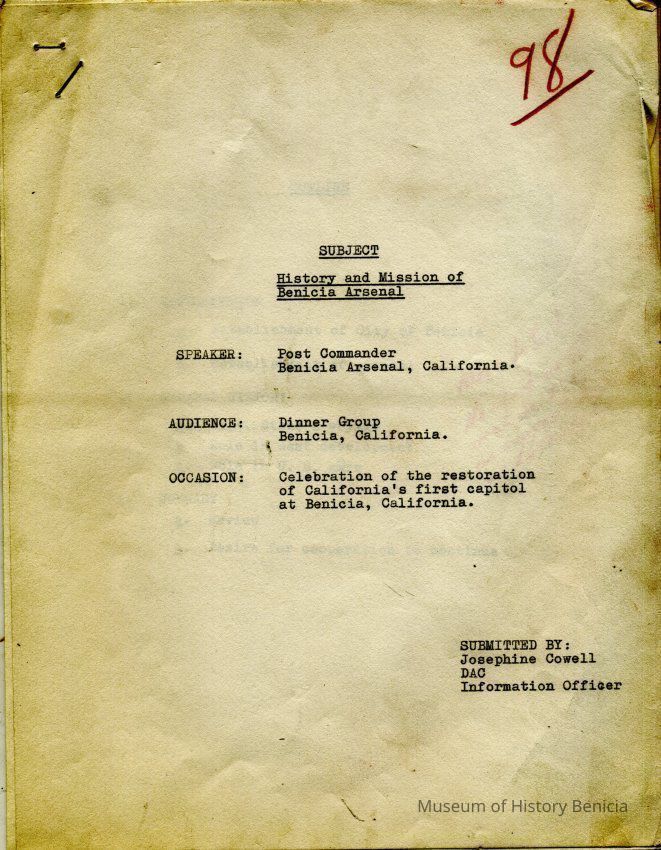 98
SUBJECT
History and Mission of
Benicia Arsenal
SPEAKER: Post Commander
Benicia Arsenal, California.
AUDIENCE: Dinner Group
Benicia, California.
OCCASION: Celebration of the restoration
of California's first capitol
at Benicia, California.
SUBMITTED BY:
Josephine Cowell
DAC
Information Officer
Museum of History Benicia